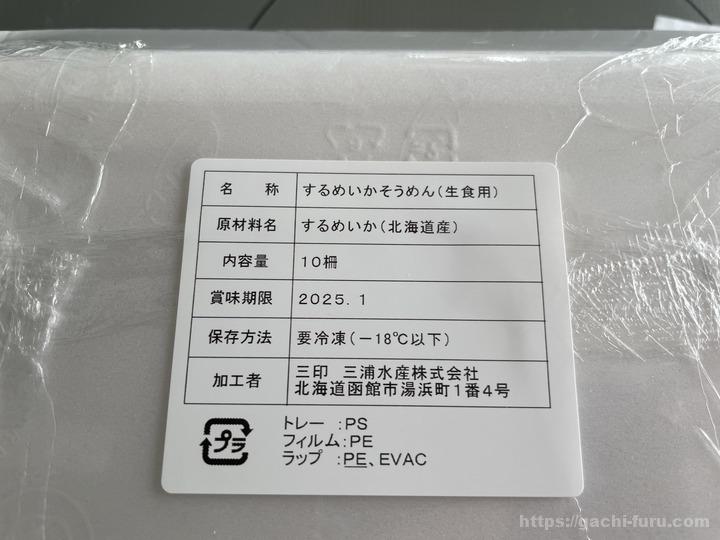 名 称 するめいかそうめん（生食用）
原材料名 するめいか（北海道産）
内容量 10柵
賞味期限 2025.1
保存方法 要冷凍（－18℃以下）
加工者 三印 三浦水産株式会社
北海道函館市湯浜町1番4号
プラ
トレー :PS
フィルム:PE
ラップ :PE、EVAC
https://gachi-furu.com